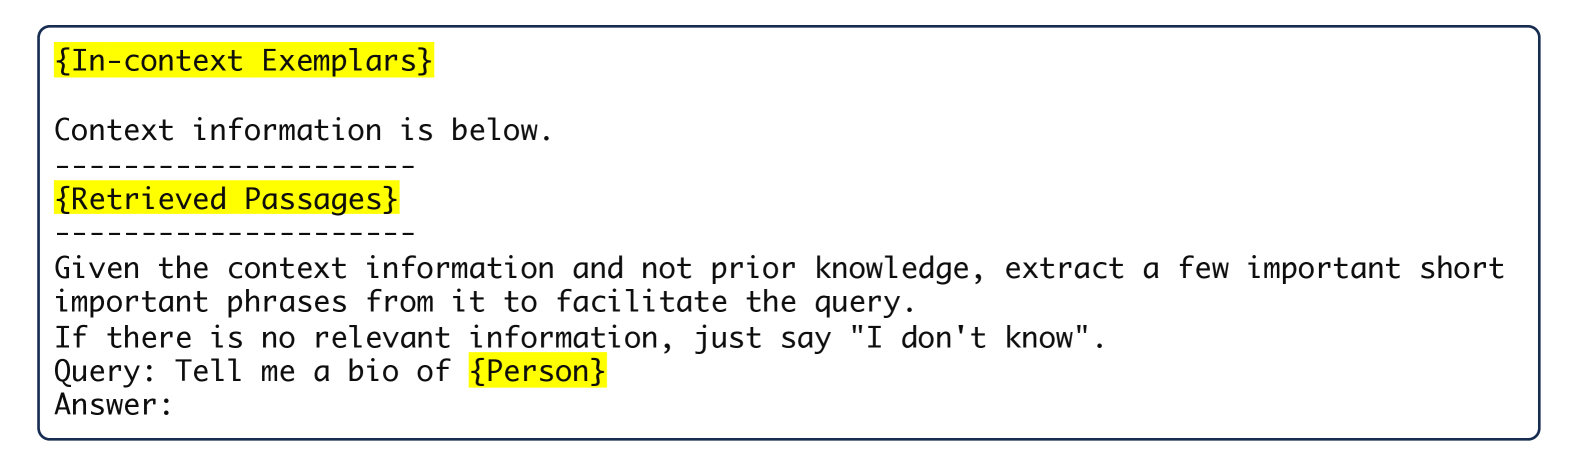 {In-context Exemplars}
Context information is below.
---------------------
{Retrieved Passages}
---------------------
Given the context information and not prior knowledge, extract a few important short
important phrases from it to facilitate the query.
If there is no relevant information, just say "I don't know".
Query: Tell me a bio of {Person}
Answer: